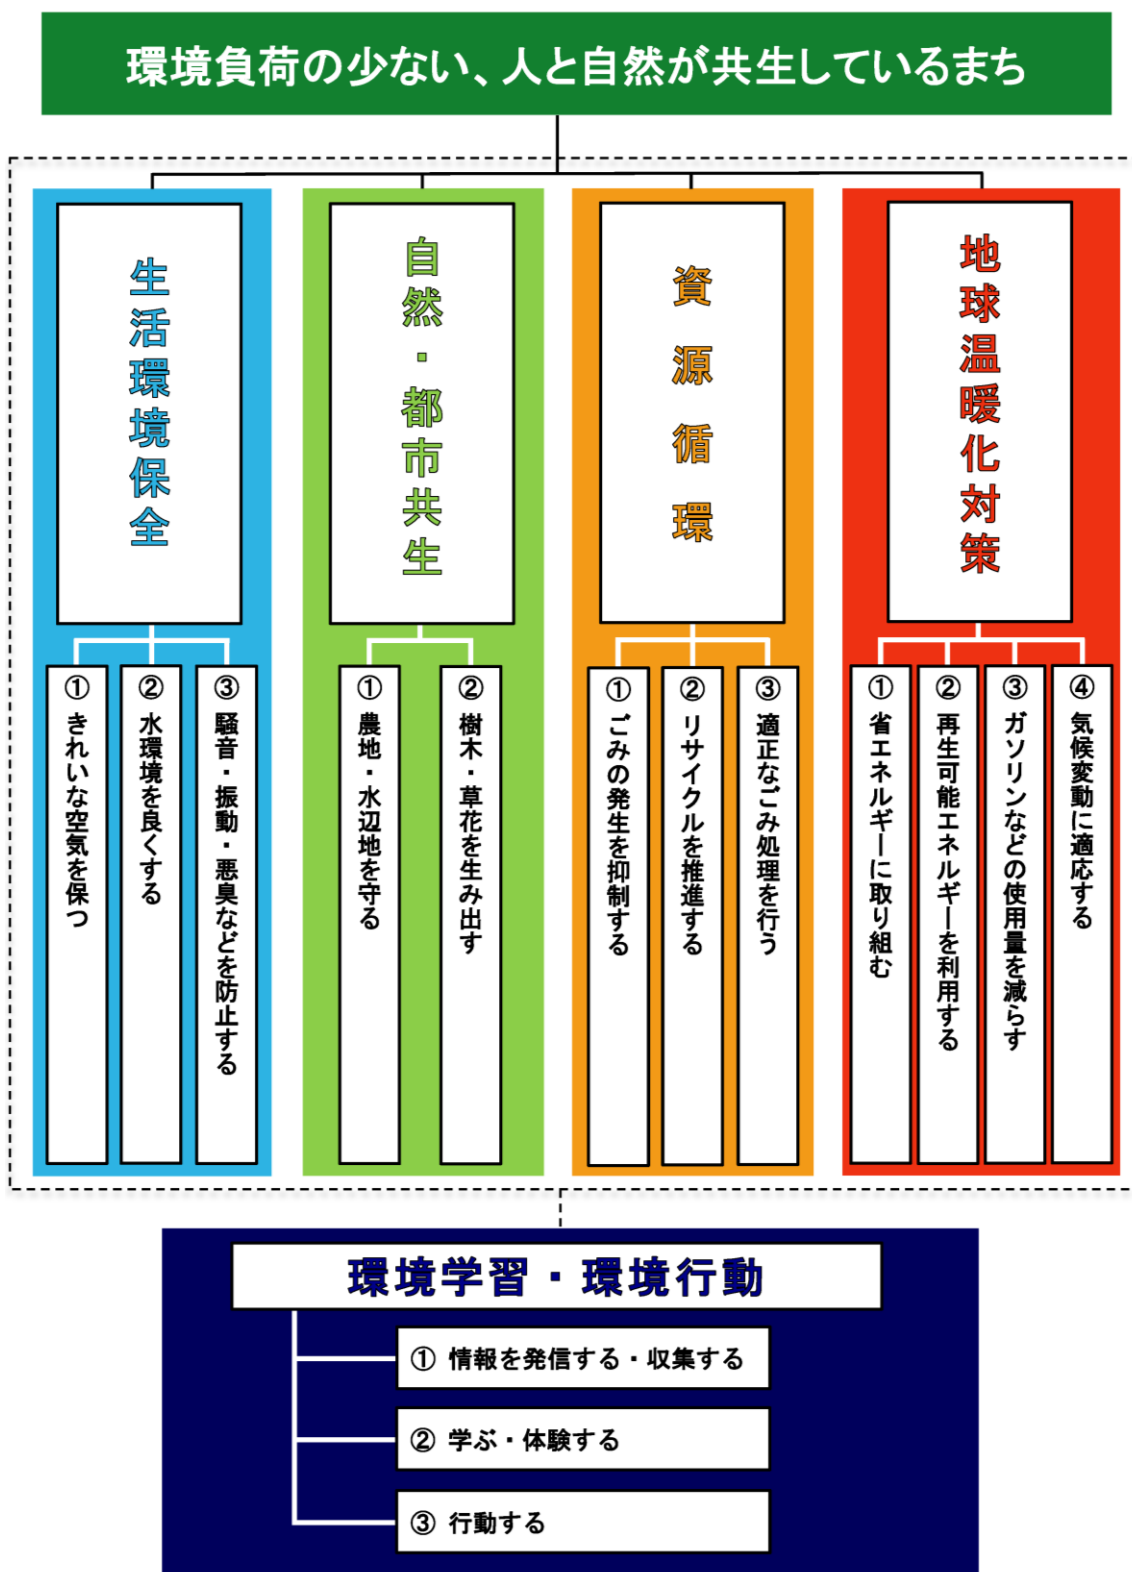 環境負荷の少ない、人と自然が共生しているまち
生活環境保全
① きれいな空気を保つ
② 水環境を良くする
③ 騒音・振動・悪臭などを防止する
自然・都市共生
① 農地・水辺地を守る
② 樹木・草花を生み出す
資源循環
① ごみの発生を抑制する
② リサイクルを推進する
③ 適正なごみ処理を行う
地球温暖化対策
① 省エネルギーに取り組む
② 再生可能エネルギーを利用する
③ ガソリンなどの使用量を減らす
④ 気候変動に適応する
環境学習・環境行動
① 情報を発信する・収集する
② 学ぶ・体験する
③ 行動する